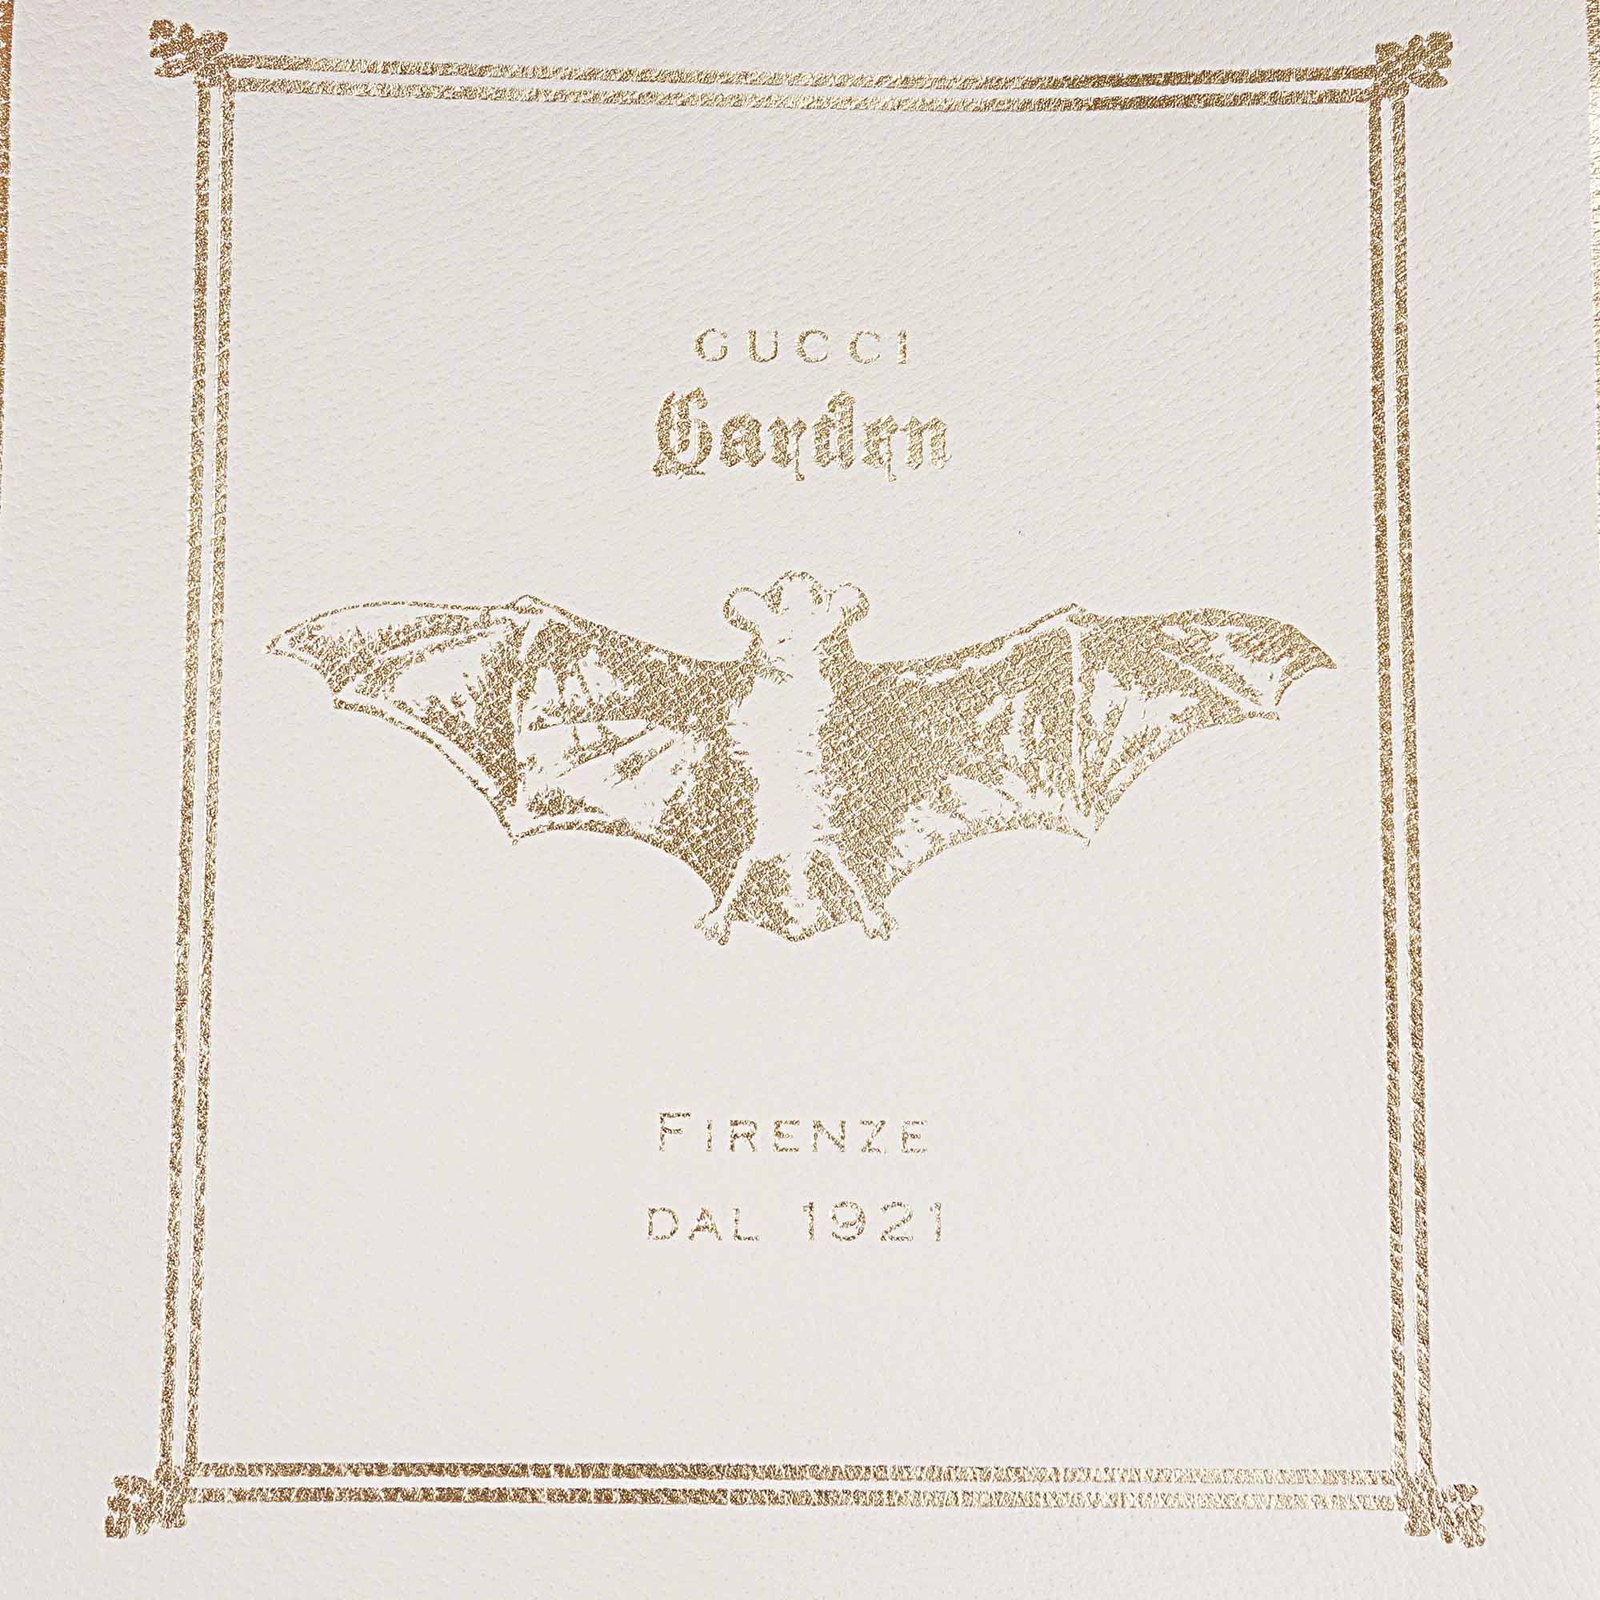 GUCCI
Garden
FIRENZE
DAL 1921